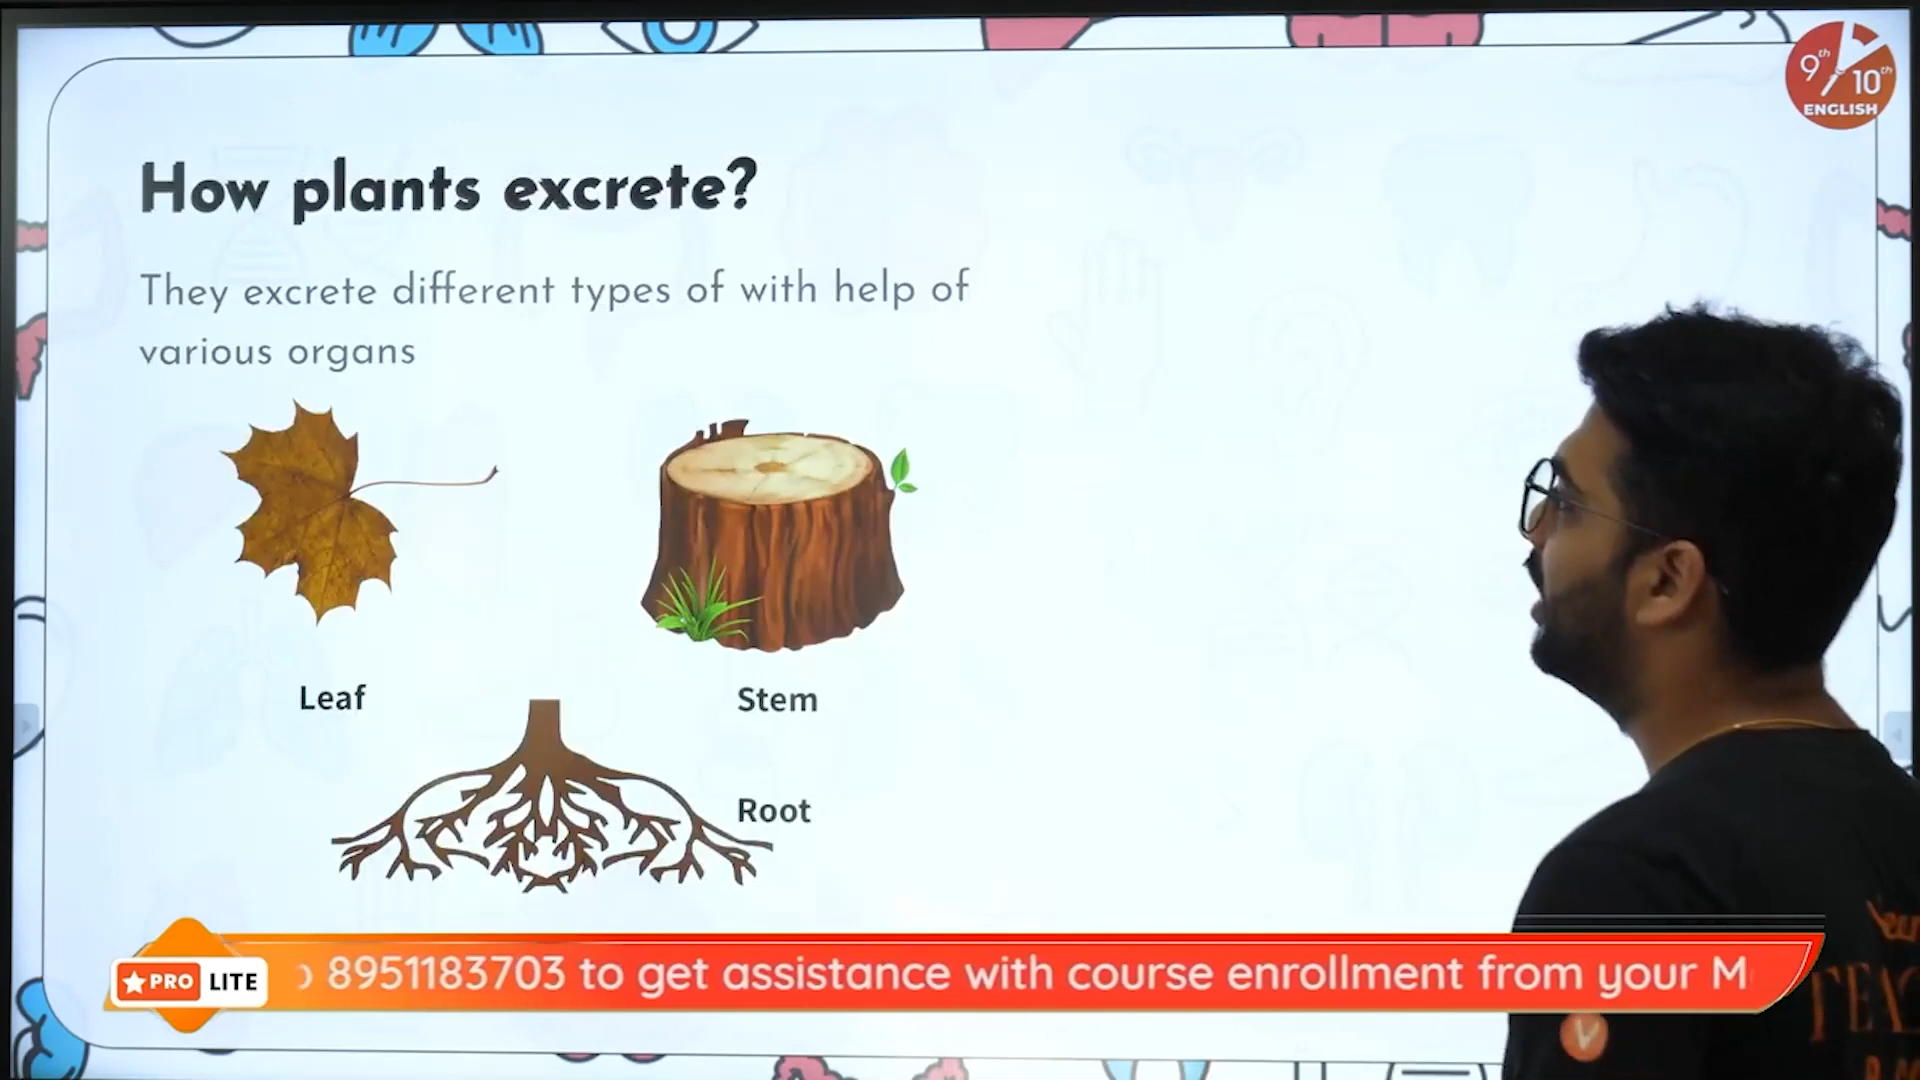 9th 10th
ENGLISH
How plants excrete?
They excrete different types of with help of
various organs
Leaf
Stem
Root
PRO LITE
8951183703 to get assistance with course enrollment from your M
V